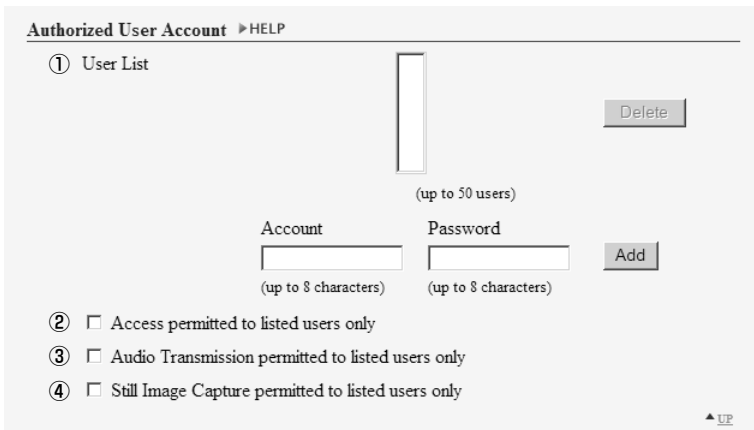 Authorized User Account ▶HELP
① User List
Delete
(up to 50 users)
Account Password
Add
(up to 8 characters) (up to 8 characters)
② Access permitted to listed users only
③ Audio Transmission permitted to listed users only
④ Still Image Capture permitted to listed users only
▲UP